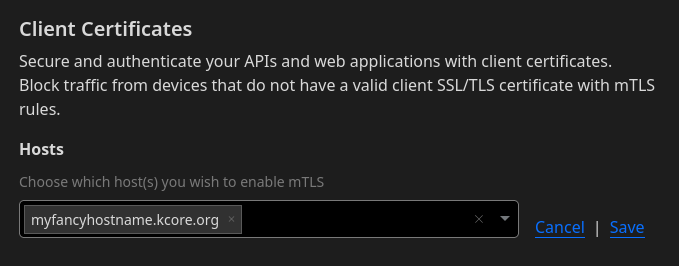 Client Certificates
Secure and authenticate your APIs and web applications with client certificates.
Block traffic from devices that do not have a valid client SSL/TLS certificate with mTLS
rules.
Hosts
Choose which host(s) you wish to enable mTLS
myfancyhostname.kcore.org ×
Cancel | Save